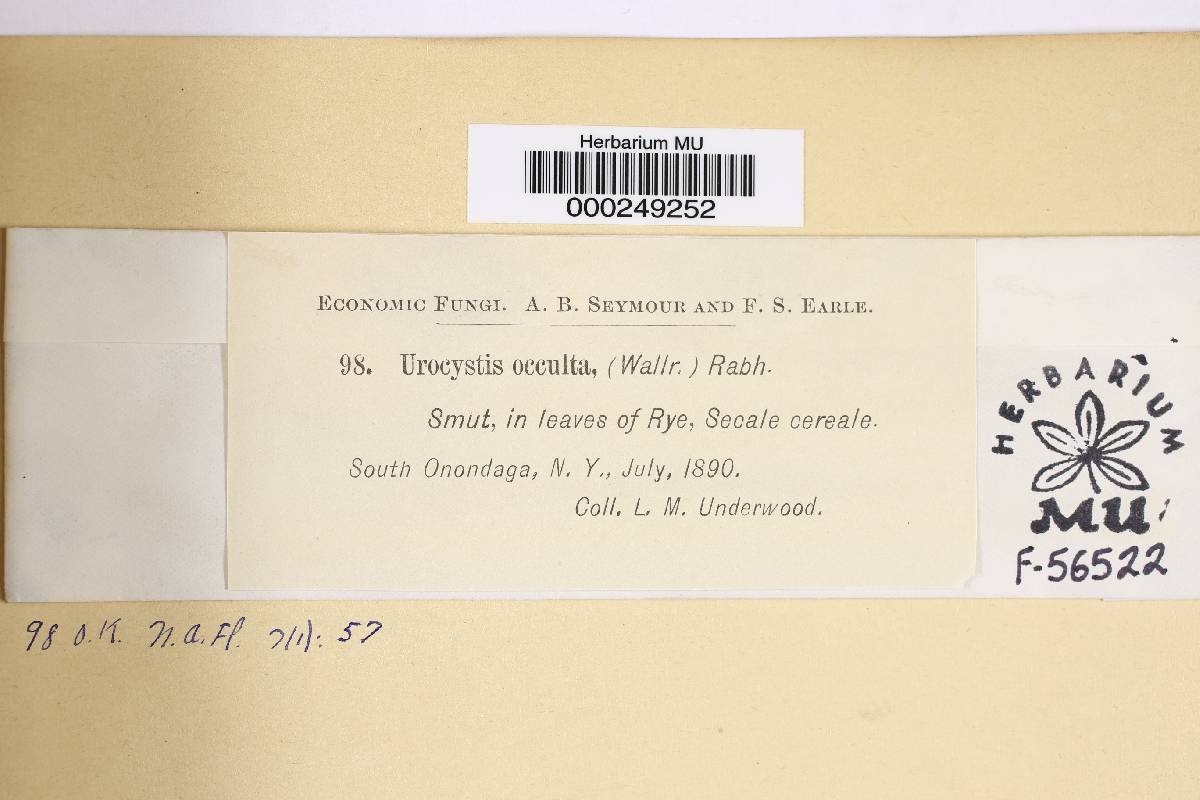 Herbarium MU
000249252
Economic Fungi. A. B. Seymour and F. S. Earle.
98. Urocystis occulta, (Wallr.) Rabh.
Smut, in leaves of Rye, Secale cereale.
South Onondaga, N. Y., July, 1890.
Coll. L. M. Underwood.
HERBARIUM
MU
F-56522
98 O.K. N.A.Fl. 7(1): 57